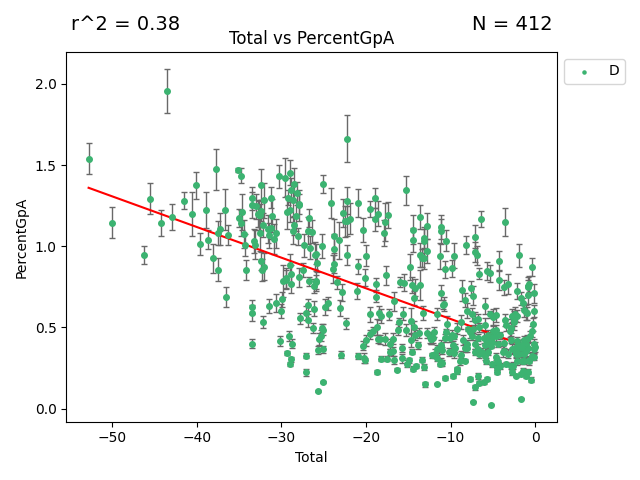 r^2 = 0.38
N = 412
Total vs PercentGpA
D
PercentGpA
2.0
1.5
1.0
0.5
0.0
−50
−40
−30
−20
−10
0
Total